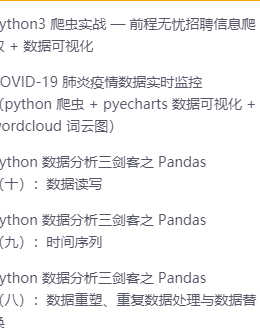 ython3 爬虫实战 — 前程无忧招聘信息爬
取 + 数据可视化
OVID-19 肺炎疫情数据实时监控
（python 爬虫 + pyecharts 数据可视化 +
wordcloud 词云图）
ython 数据分析三剑客之 Pandas
（十）：数据读写
ython 数据分析三剑客之 Pandas
（九）：时间序列
ython 数据分析三剑客之 Pandas
（八）：数据重塑、重复数据处理与数据替
换